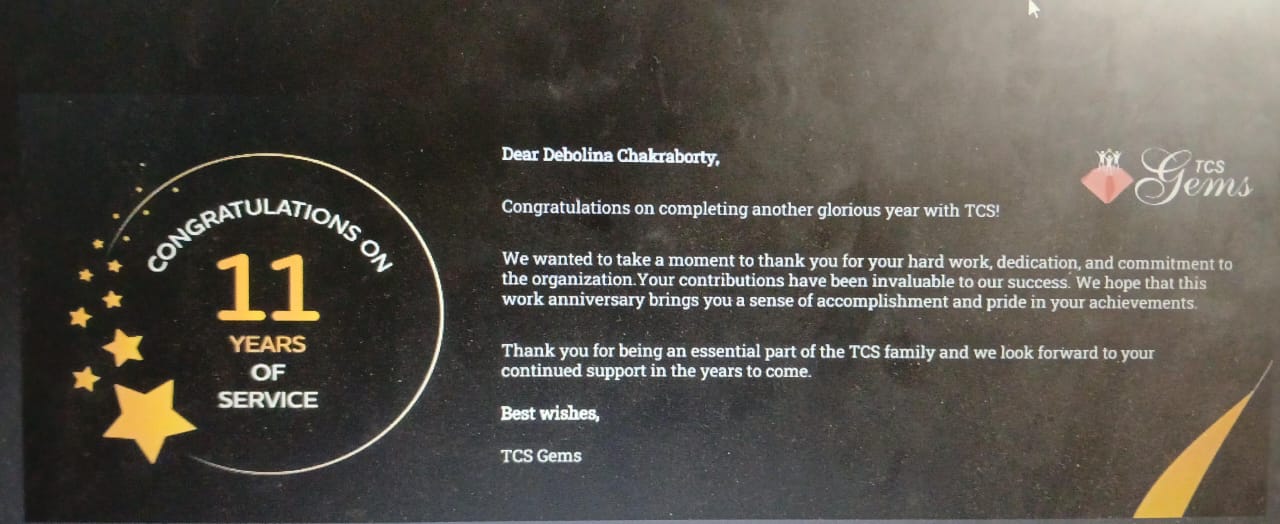 CONGRATULATIONS ON
11
YEARS
OF
SERVICE
Dear Debolina Chakraborty,
TCS
Gems
Congratulations on completing another glorious year with TCS!
We wanted to take a moment to thank you for your hard work, dedication, and commitment to
the organization.Your contributions have been invaluable to our success. We hope that this
work anniversary brings you a sense of accomplishment and pride in your achievements.
Thank you for being an essential part of the TCS family and we look forward to your
continued support in the years to come.
Best wishes,
TCS Gems